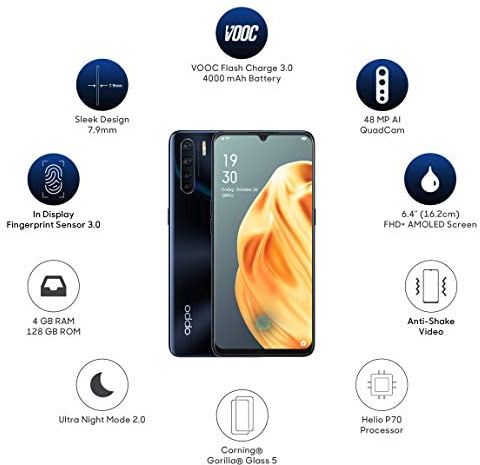 VOOC
VOOC Flash Charge 3.0
4000 mAh Battery
7.9mm
Sleek Design
7.9mm
48 MP AI
QuadCam
In Display
Fingerprint Sensor 3.0
6.4” (16.2cm)
FHD+ AMOLED Screen
19
30
Friday, October 26
OPPO
oppo
4 GB RAM
128 GB ROM
Anti-Shake
Video
Ultra Night Mode 2.0
Helio P70
Processor
Corning®
Gorilla® Glass 5